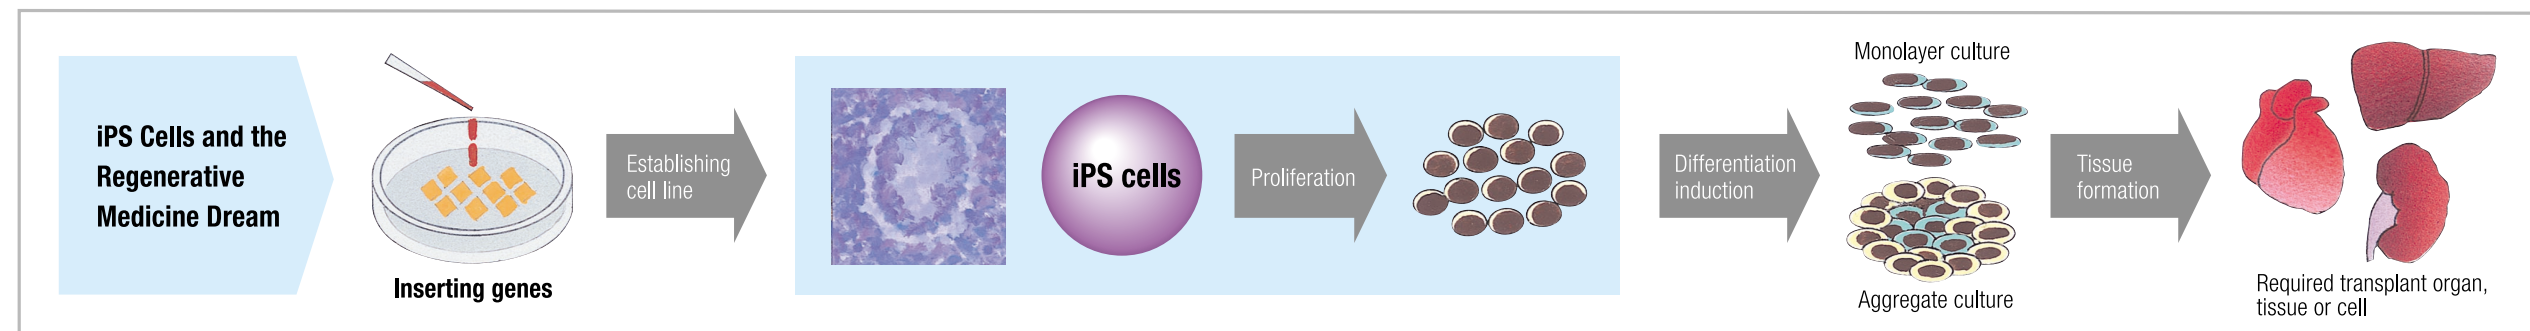 iPS Cells and the
Regenerative
Medicine Dream
Inserting genes
Establishing
cell line
iPS cells
Proliferation
Differentiation
induction
Monolayer culture
Aggregate culture
Tissue
formation
Required transplant organ,
tissue or cell